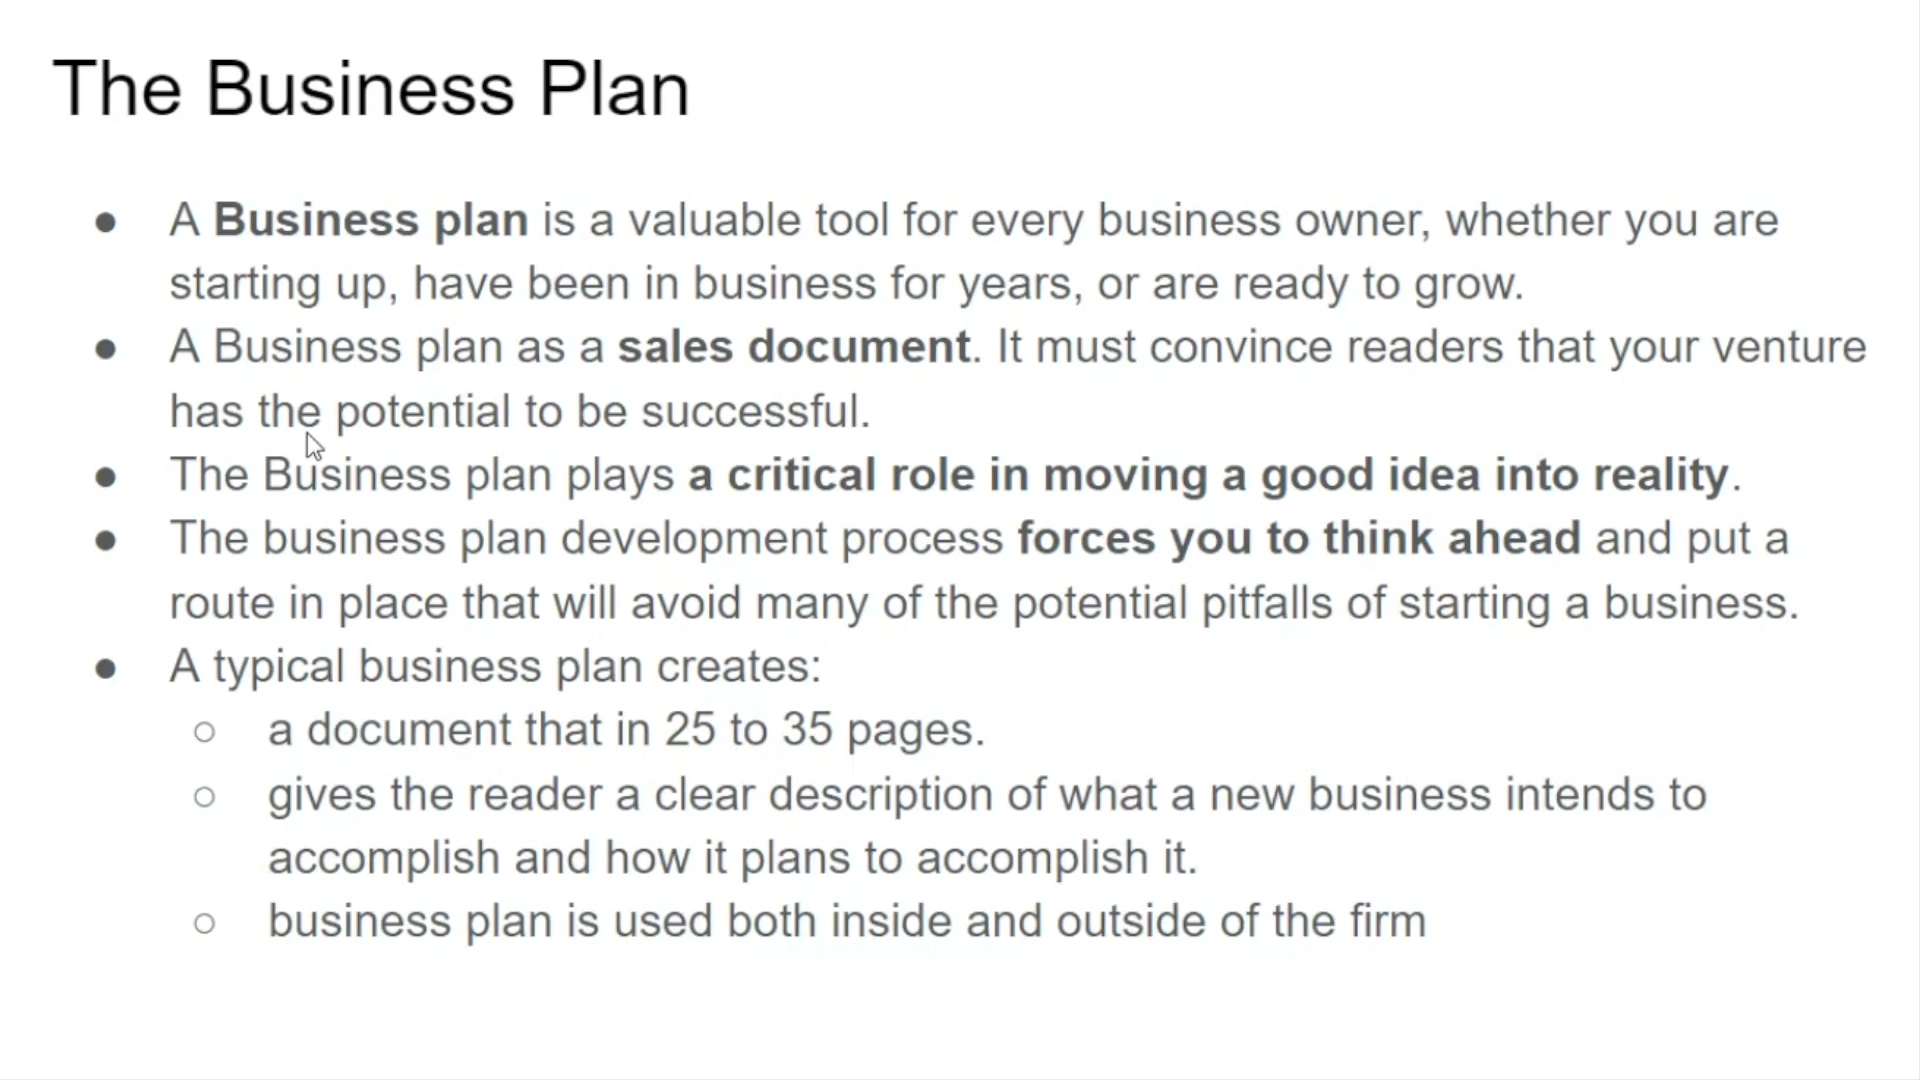 The Business Plan
● A Business plan is a valuable tool for every business owner, whether you are
starting up, have been in business for years, or are ready to grow.
● A Business plan as a sales document. It must convince readers that your venture
has the potential to be successful.
● The Business plan plays a critical role in moving a good idea into reality.
● The business plan development process forces you to think ahead and put a
route in place that will avoid many of the potential pitfalls of starting a business.
● A typical business plan creates:
○ a document that in 25 to 35 pages.
○ gives the reader a clear description of what a new business intends to
accomplish and how it plans to accomplish it.
○ business plan is used both inside and outside of the firm